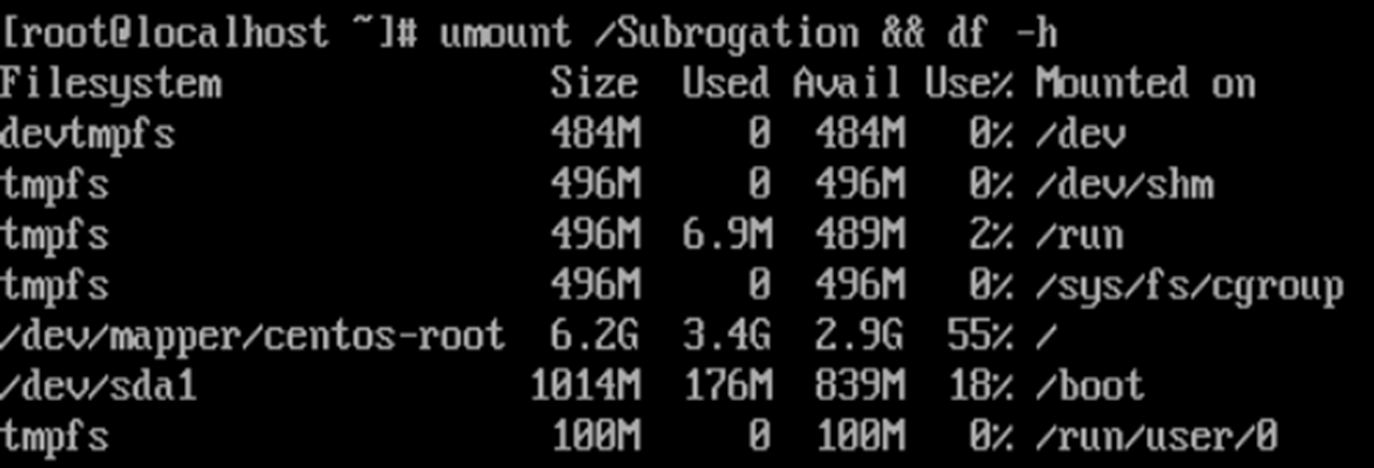 [root@localhost ~]# umount /Subrogation && df -h
Filesystem Size Used Avail Use% Mounted on
devtmpfs 484M 0 484M 0% /dev
tmpfs 496M 0 496M 0% /dev/shm
tmpfs 496M 6.9M 489M 2% /run
tmpfs 496M 0 496M 0% /sys/fs/cgroup
/dev/mapper/centos-root 6.2G 3.4G 2.9G 55% /
/dev/sda1 1014M 176M 839M 18% /boot
tmpfs 100M 0 100M 0% /run/user/0